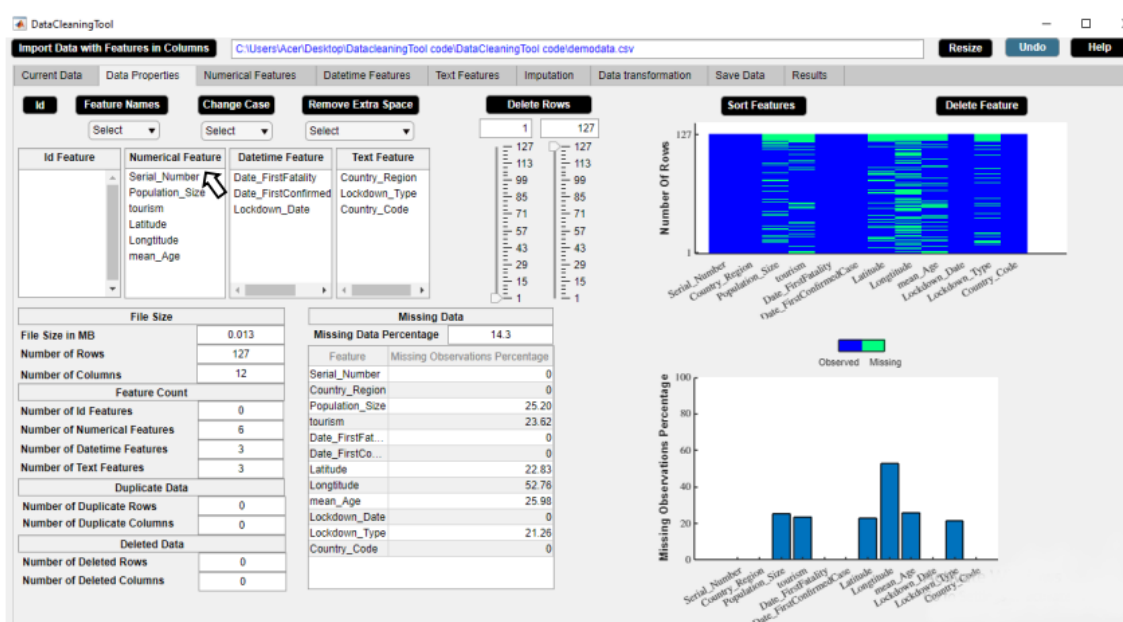 DataCleaningTool
Import Data with Features in Columns C:\Users\Acer\Desktop\DatacleaningTool code\DataCleaningTool code\demodata.csv Resize Undo Help
Current Data Data Properties Numerical Features Datetime Features Text Features Imputation Data transformation Save Data Results
Id Feature Names Change Case Remove Extra Space Delete Rows Sort Features Delete Feature
Select Select Select 1 127
Id Feature Numerical Feature Datetime Feature Text Feature
Serial_Number Date_FirstFatality Country_Region
Population_Size Date_FirstConfirmed Lockdown_Type
tourism Lockdown_Date Country_Code
Latitude
Longtitude
mean_Age
127 127
113 113
99 99
85 85
71 71
57 57
43 43
29 29
15 15
1 1
Number Of Rows
127
1
Serial_Number Country_Region Population_Size tourism Date_FirstFatality Date_FirstConfirmedCase Latitude Longtitude mean_Age Lockdown_Date Lockdown_Type Country_Code
Observed Missing
File Size
File Size in MB 0.013
Number of Rows 127
Number of Columns 12
Feature Count
Number of Id Features 0
Number of Numerical Features 6
Number of Datetime Features 3
Number of Text Features 3
Duplicate Data
Number of Duplicate Rows 0
Number of Duplicate Columns 0
Deleted Data
Number of Deleted Rows 0
Number of Deleted Columns 0
Missing Data
Missing Data Percentage 14.3
Feature Missing Observations Percentage
Serial_Number 0
Country_Region 0
Population_Size 25.20
tourism 23.62
Date_FirstFat... 0
Date_FirstCo... 0
Latitude 22.83
Longtitude 52.76
mean_Age 25.98
Lockdown_Date 0
Lockdown_Type 21.26
Country_Code 0
Missing Observations Percentage
100
80
60
40
20
0
Serial_Number Country_Region Population_Size tourism Date_FirstFatality Date_FirstConfirmedCase Latitude Longtitude mean_Age Lockdown_Date Lockdown_Type Country_Code